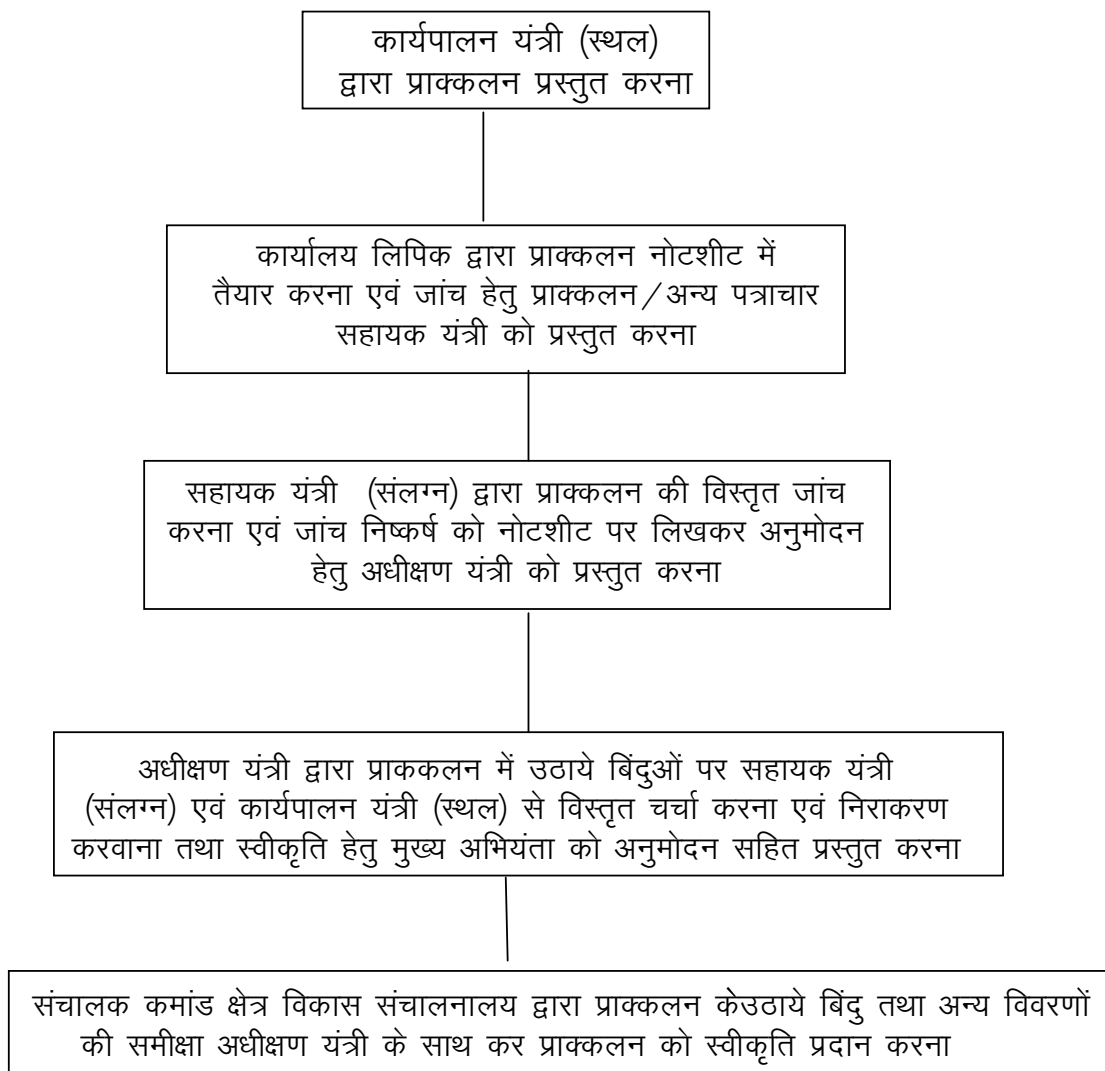 कार्यपालन यंत्री (स्थल)
द्वारा प्राक्कलन प्रस्तुत करना
कार्यालय लिपिक द्वारा प्राक्कलन नोटशीट में
तैयार करना एवं जांच हेतु प्राक्कलन/अन्य पत्राचार
सहायक यंत्री को प्रस्तुत करना
सहायक यंत्री (संलग्न) द्वारा प्राक्कलन की विस्तृत जांच
करना एवं जांच निष्कर्ष को नोटशीट पर लिखकर अनुमोदन
हेतु अधीक्षण यंत्री को प्रस्तुत करना
अधीक्षण यंत्री द्वारा प्राककलन में उठाये बिंदुओं पर सहायक यंत्री
(संलग्न) एवं कार्यपालन यंत्री (स्थल) से विस्तृत चर्चा करना एवं निराकरण
करवाना तथा स्वीकृति हेतु मुख्य अभियंता को अनुमोदन सहित प्रस्तुत करना
संचालक कमांड क्षेत्र विकास संचालनालय द्वारा प्राक्कलन केेउठाये बिंदु तथा अन्य विवरणों
की समीक्षा अधीक्षण यंत्री के साथ कर प्राक्कलन को स्वीकृति प्रदान करना